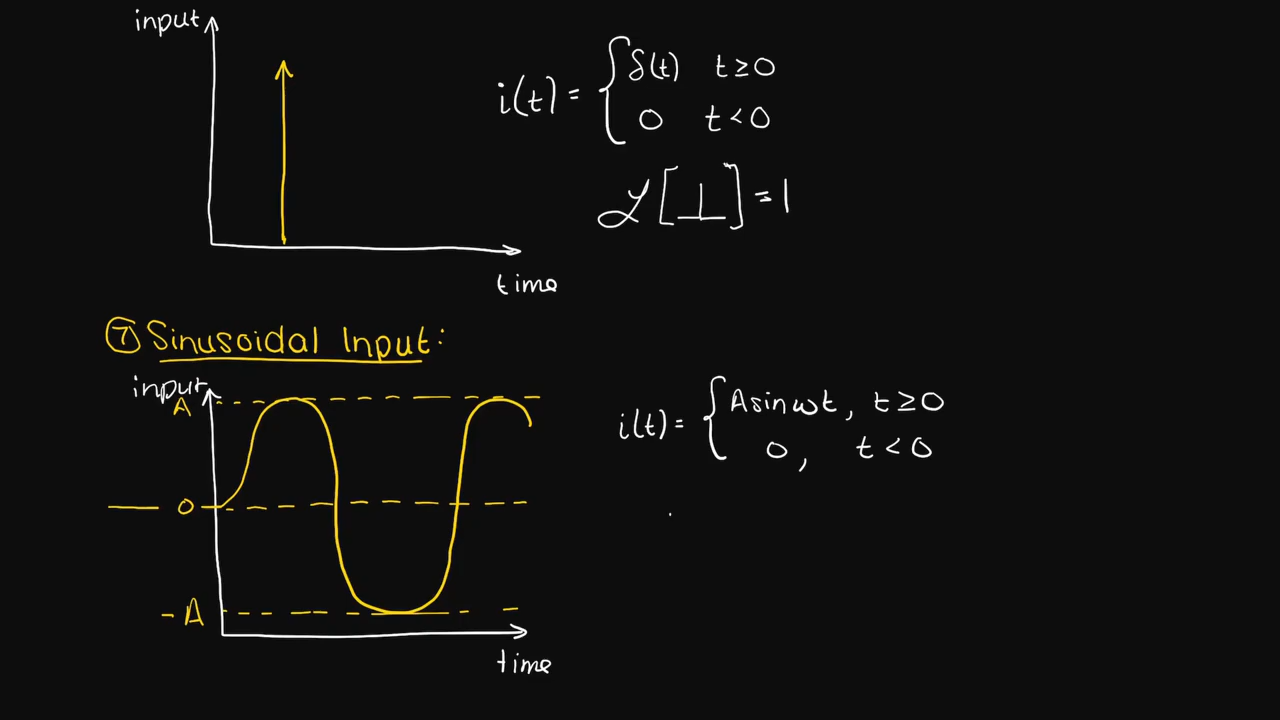 input
i(t) = { δ(t) t ≥ 0
0 t < 0
ℒ[⊥] = 1
time
⑦ Sinusoidal Input:
input
A
i(t) = { Asinωt, t ≥ 0
0, t < 0
0
-A
time